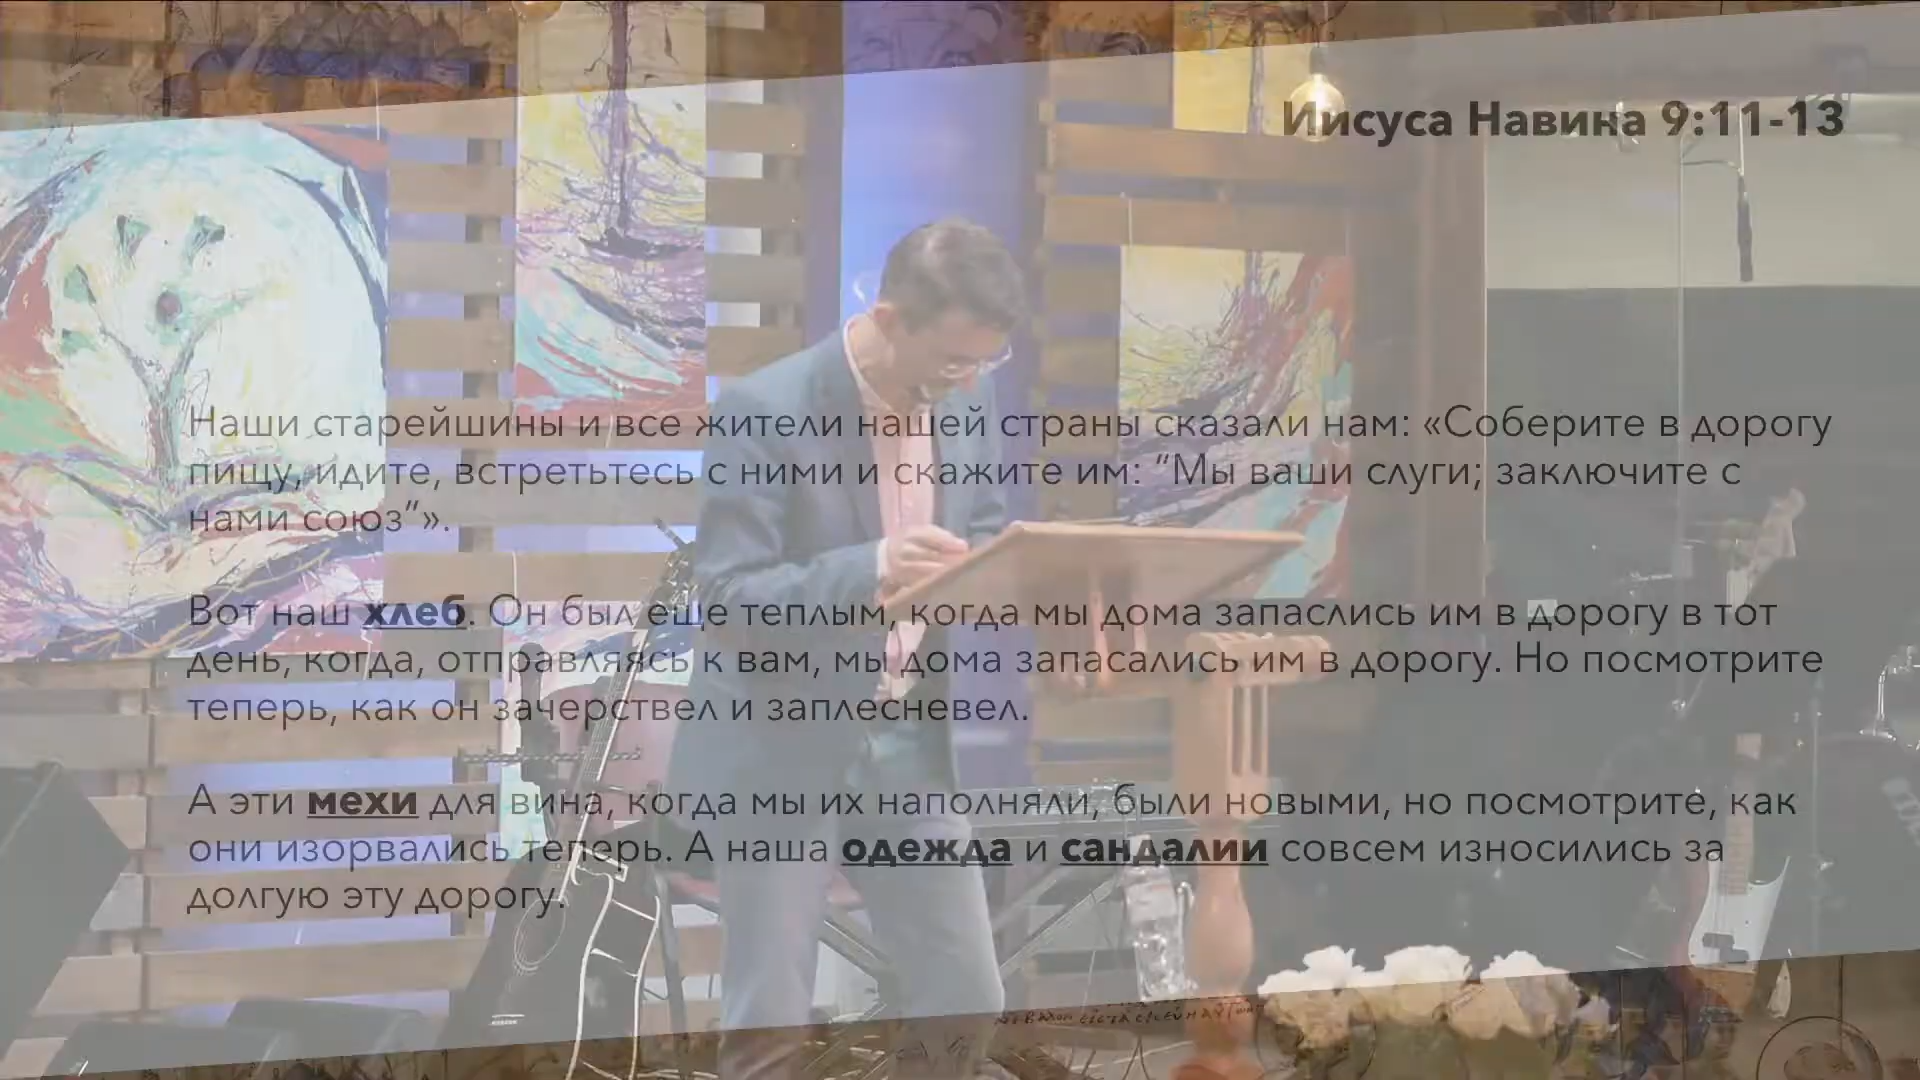 Иисуса Навина 9:11-13
Наши старейшины и все жители нашей страны сказали нам: «Соберите в дорогу
пищу, идите, встретьтесь с ними и скажите им: “Мы ваши слуги; заключите с
нами союз”».
Вот наш хлеб. Он был еще теплым, когда мы дома запаслись им в дорогу в тот
день, когда, отправляясь к вам, мы дома запасались им в дорогу. Но посмотрите
теперь, как он зачерствел и заплесневел.
А эти мехи для вина, когда мы их наполняли, были новыми, но посмотрите, как
они изорвались теперь. А наша одежда и сандалии совсем износились за
долгую эту дорогу.